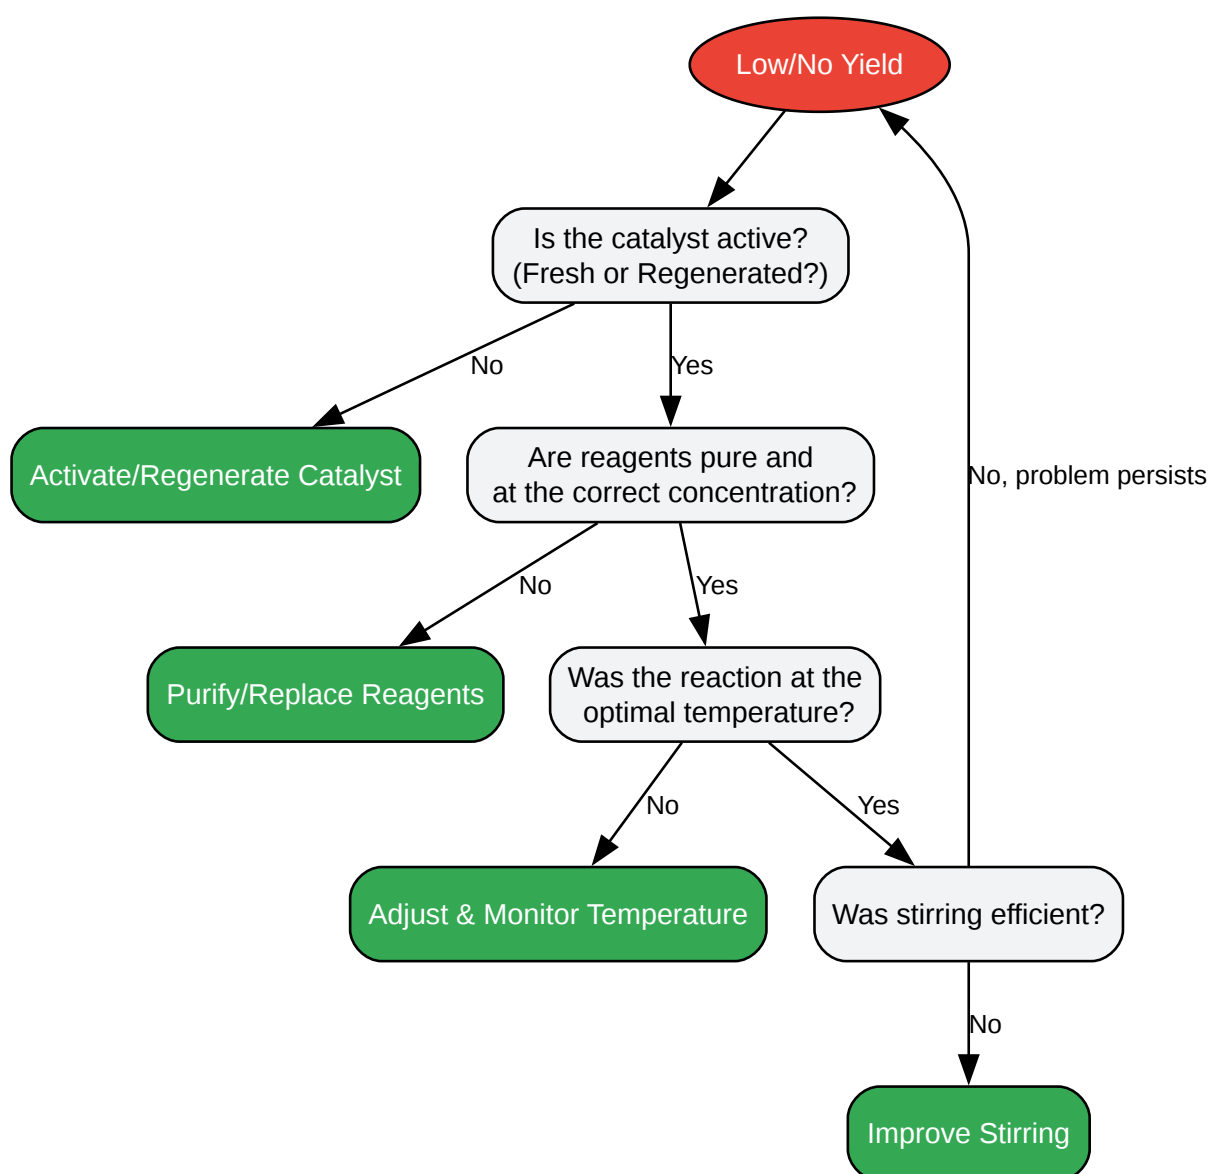 Low/No Yield
Is the catalyst active?
(Fresh or Regenerated?)
No
Yes
Activate/Regenerate Catalyst
Are reagents pure and
at the correct concentration?
No, problem persists
No
Yes
Purify/Replace Reagents
Was the reaction at the
optimal temperature?
No
Yes
Adjust & Monitor Temperature
Was stirring efficient?
No
Improve Stirring